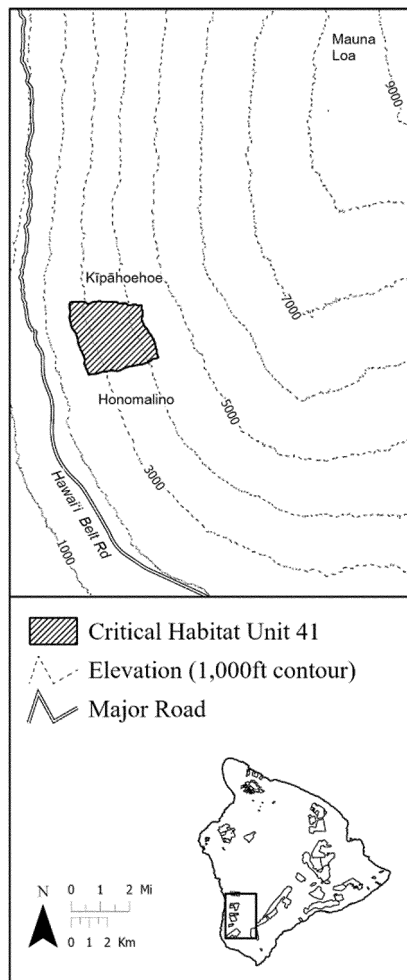 Mauna
Loa
9000
Kīpāhoehoe
7000
Honomalino
5000
3000
Hawai‘i Belt Rd
1000
Critical Habitat Unit 41
Elevation (1,000ft contour)
Major Road
N
0 1 2 Mi
0 1 2 Km